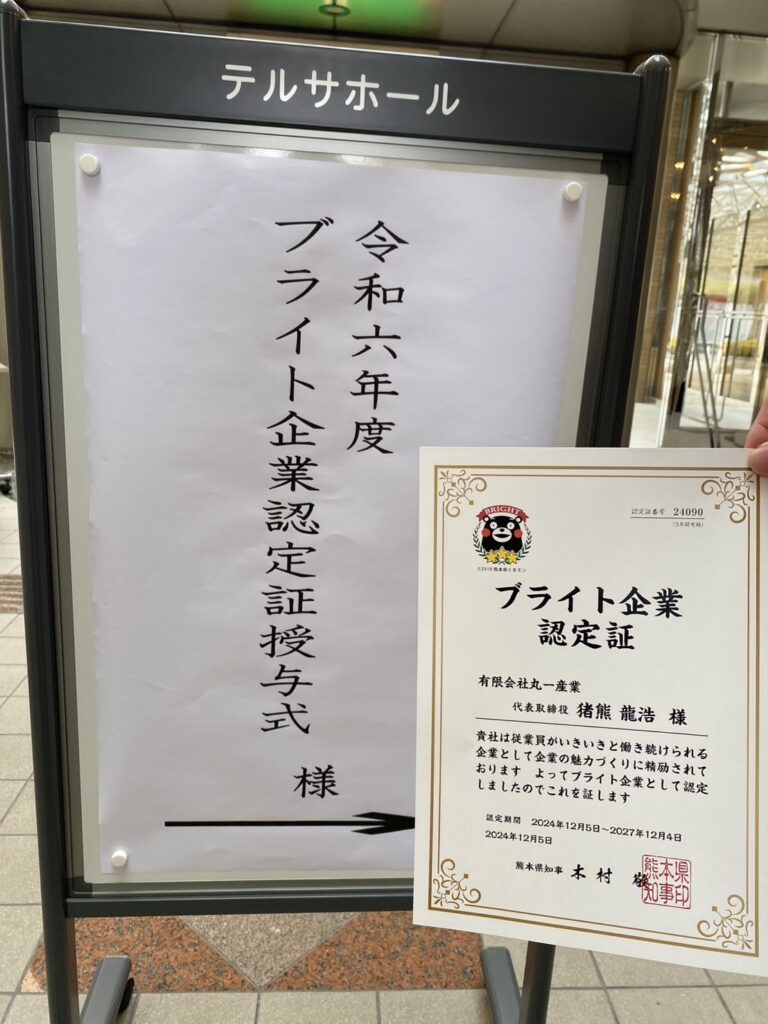 テルサホール
令和六年度
ブライト企業認定証授与式
様
BRIGHT
©2010熊本県くまモン
認定証番号 24090
(3年間有効)
ブライト企業
認定証
有限会社丸一産業
代表取締役 猪熊 龍浩 様
貴社は従業員がいきいきと働き続けられる
企業として企業の魅力づくりに精励されて
おります よってブライト企業として認定
しましたのでこれを証します
認定期間 2024年12月5日～2027年12月4日
2024年12月5日
熊本県知事 木村
熊本県知事印